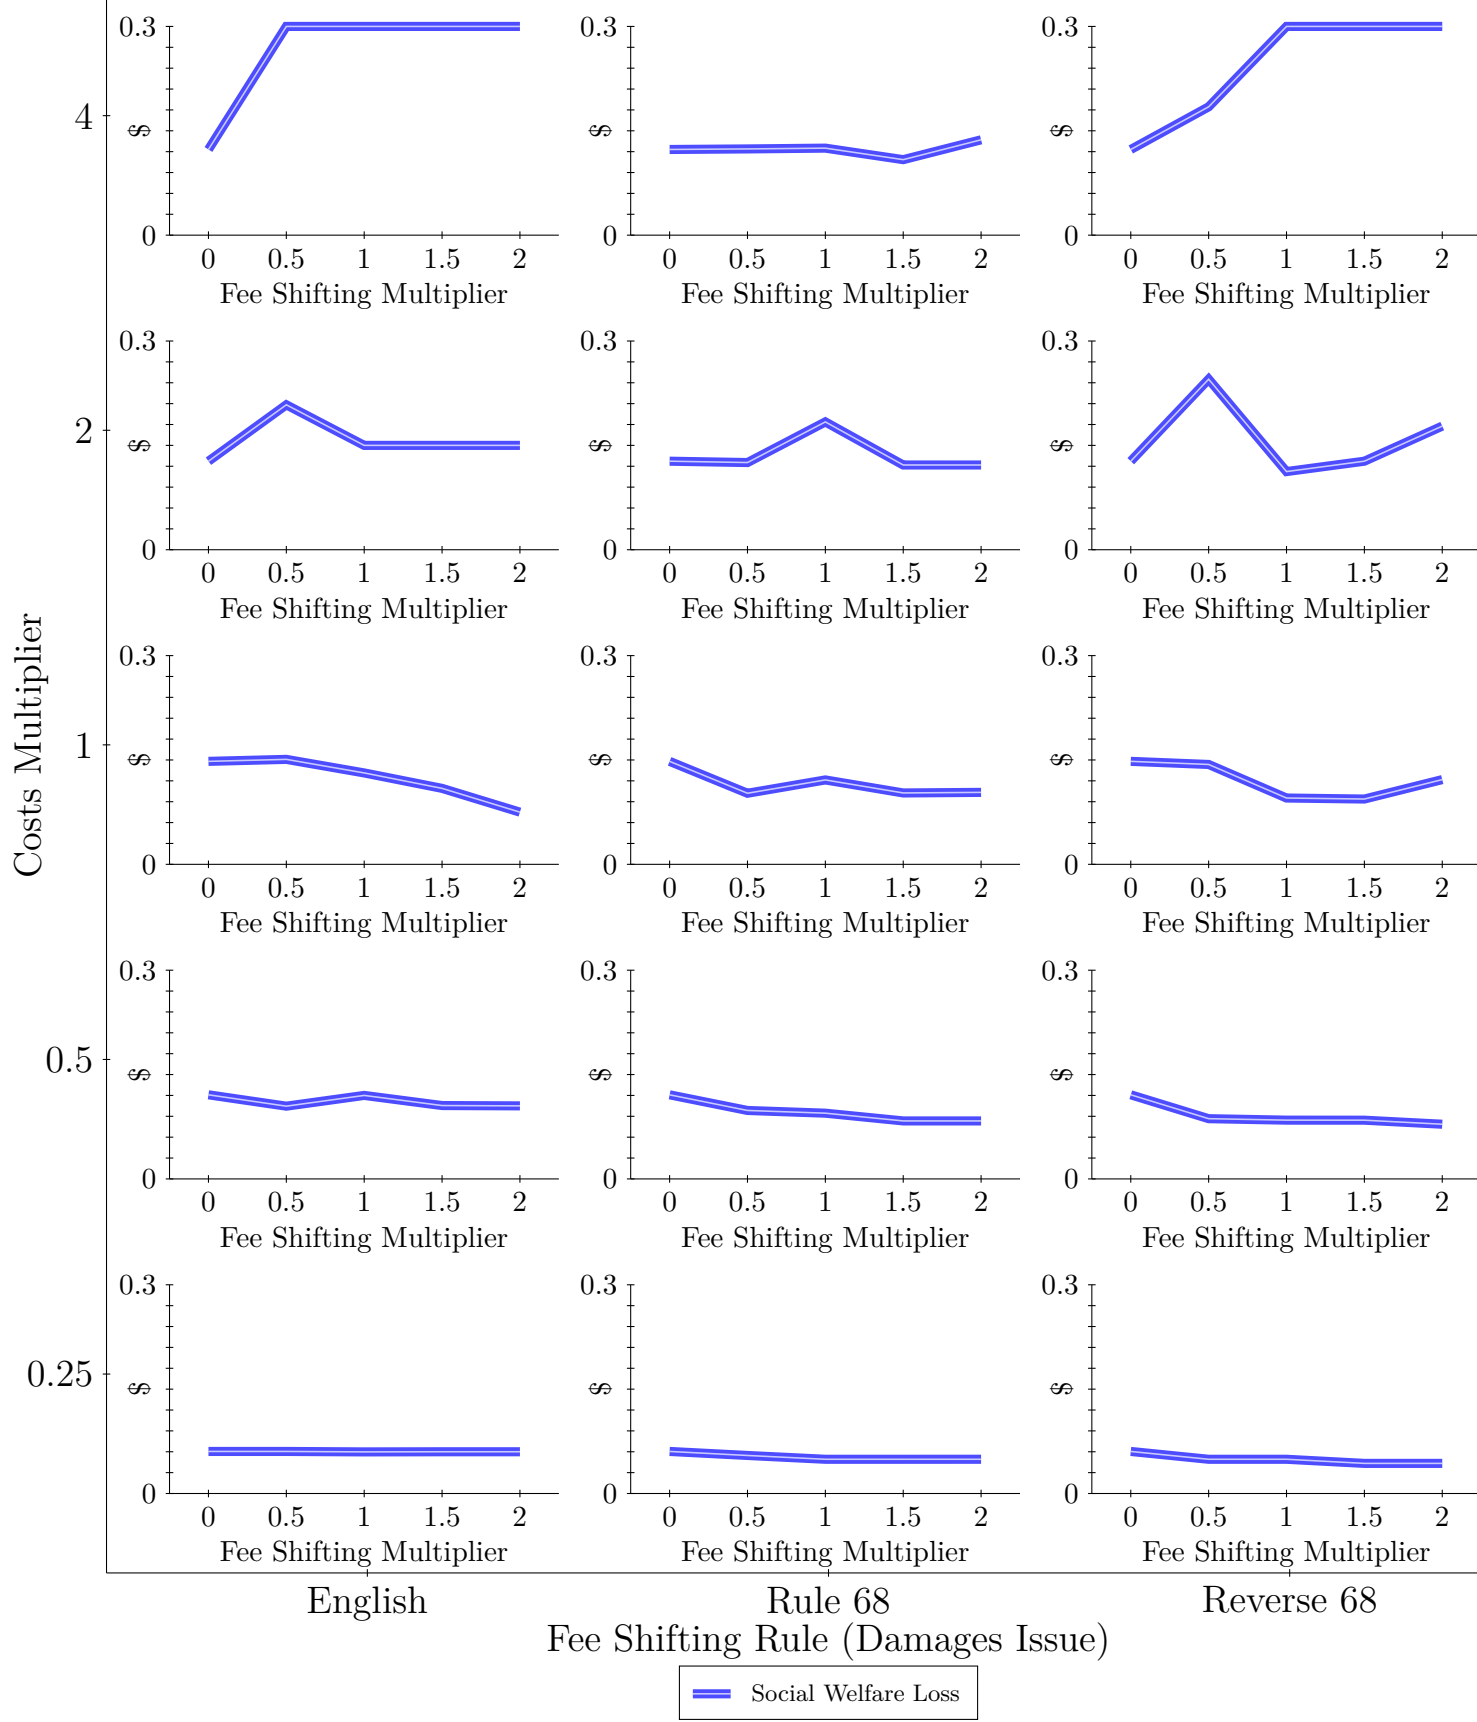 Costs Multiplier
4
0.3
$
0
0 0.5 1 1.5 2
Fee Shifting Multiplier
0.3
$
0
0 0.5 1 1.5 2
Fee Shifting Multiplier
0.3
$
0
0 0.5 1 1.5 2
Fee Shifting Multiplier
2
0.3
$
0
0 0.5 1 1.5 2
Fee Shifting Multiplier
0.3
$
0
0 0.5 1 1.5 2
Fee Shifting Multiplier
0.3
$
0
0 0.5 1 1.5 2
Fee Shifting Multiplier
1
0.3
$
0
0 0.5 1 1.5 2
Fee Shifting Multiplier
0.3
$
0
0 0.5 1 1.5 2
Fee Shifting Multiplier
0.3
$
0
0 0.5 1 1.5 2
Fee Shifting Multiplier
0.5
0.3
$
0
0 0.5 1 1.5 2
Fee Shifting Multiplier
0.3
$
0
0 0.5 1 1.5 2
Fee Shifting Multiplier
0.3
$
0
0 0.5 1 1.5 2
Fee Shifting Multiplier
0.25
0.3
$
0
0 0.5 1 1.5 2
Fee Shifting Multiplier
0.3
$
0
0 0.5 1 1.5 2
Fee Shifting Multiplier
0.3
$
0
0 0.5 1 1.5 2
Fee Shifting Multiplier
English Rule 68 Reverse 68
Fee Shifting Rule (Damages Issue)
Social Welfare Loss